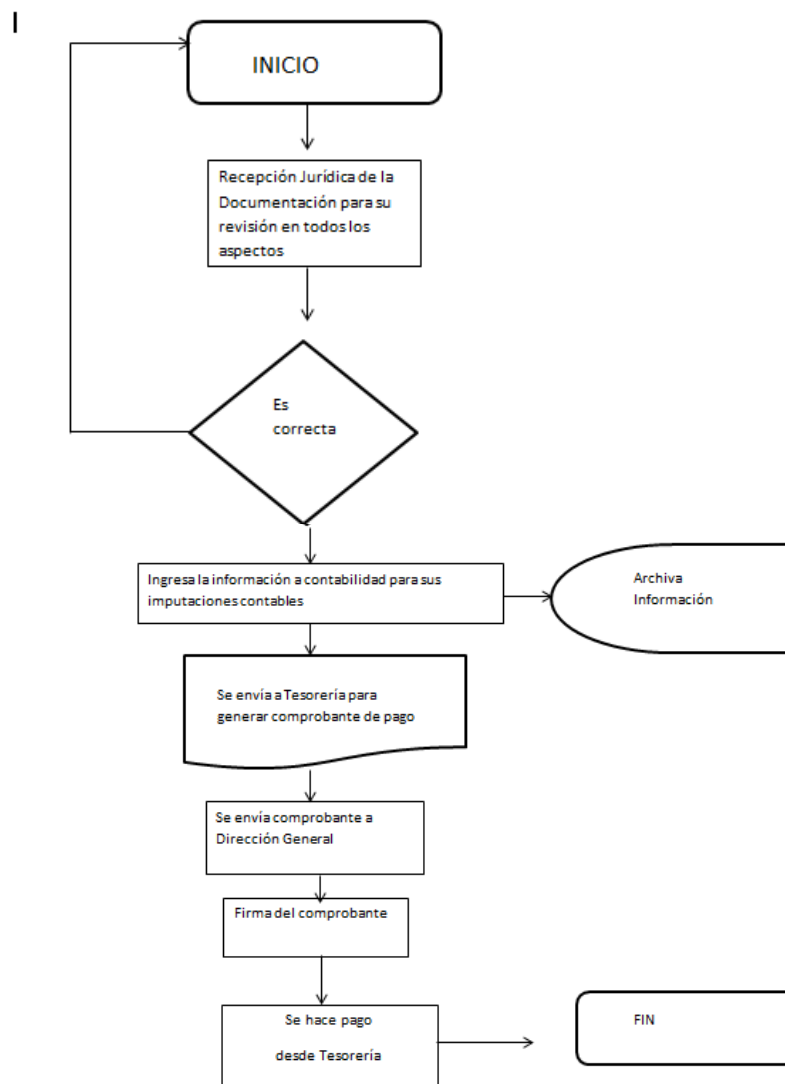 I
INICIO
Recepción Jurídica de la
Documentación para su
revisión en todos los
aspectos
Es
correcta
Ingresa la información a contabilidad para sus
imputaciones contables
Archiva
Información
Se envía a Tesorería para
generar comprobante de pago
Se envía comprobante a
Dirección General
Firma del comprobante
Se hace pago
desde Tesorería
FIN